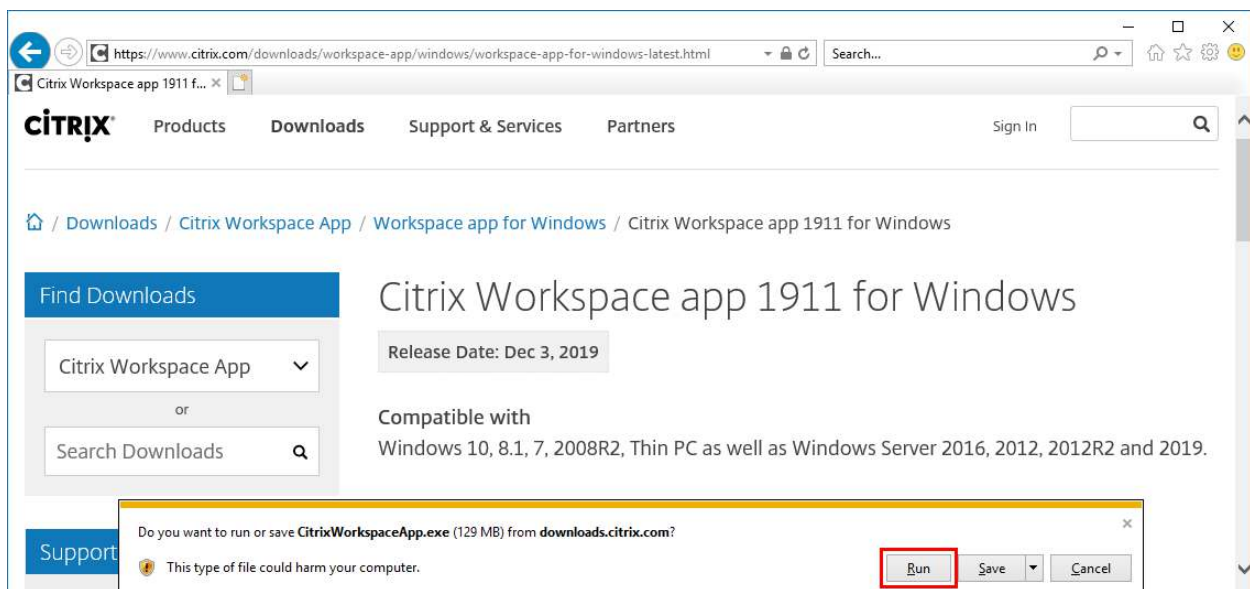 https://www.citrix.com/downloads/workspace-app/windows/workspace-app-for-windows-latest.html
Search...
Citrix Workspace app 1911 f...
CİTRIX
Products Downloads Support & Services Partners Sign In
/ Downloads / Citrix Workspace App / Workspace app for Windows / Citrix Workspace app 1911 for Windows
Find Downloads
Citrix Workspace App
or
Search Downloads
Support
Citrix Workspace app 1911 for Windows
Release Date: Dec 3, 2019
Compatible with
Windows 10, 8.1, 7, 2008R2, Thin PC as well as Windows Server 2016, 2012, 2012R2 and 2019.
Do you want to run or save CitrixWorkspaceApp.exe (129 MB) from downloads.citrix.com?
This type of file could harm your computer.
Run Save Cancel